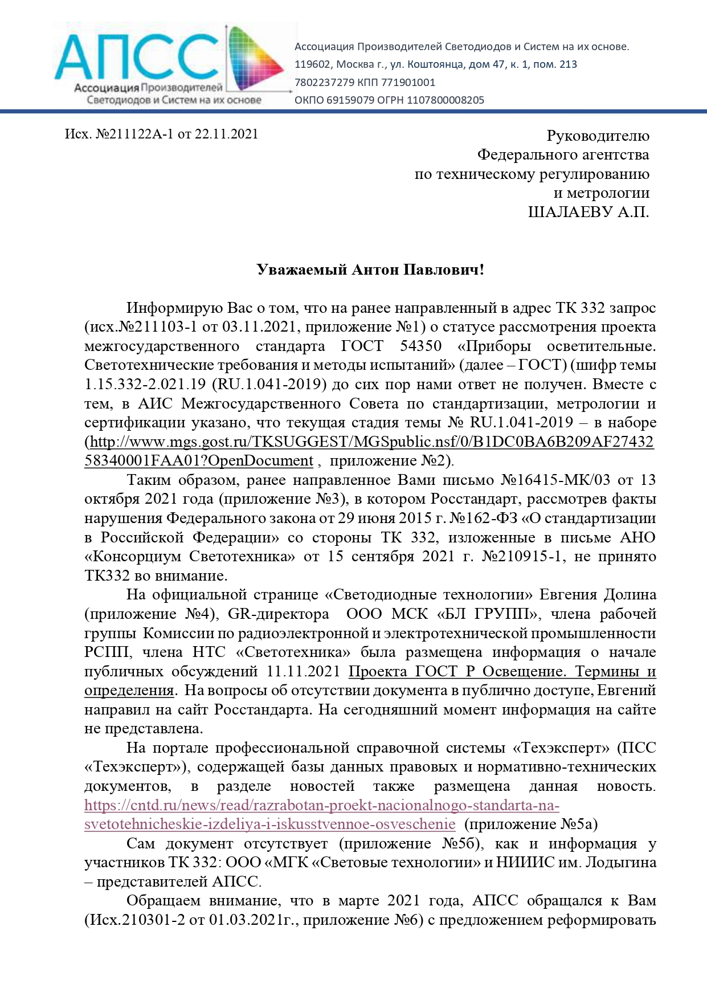 АПСС
Ассоциация Производителей
Светодиодов и Систем на их основе
Ассоциация Производителей Светодиодов и Систем на их основе.
119602, Москва г., ул. Коштоянца, дом 47, к. 1, пом. 213
7802237279 КПП 771901001
ОКПО 69159079 ОГРН 1107800008205
Исх. №211122А-1 от 22.11.2021
Руководителю
Федерального агентства
по техническому регулированию
и метрологии
ШАЛАЕВУ А.П.
Уважаемый Антон Павлович!
Информирую Вас о том, что на ранее направленный в адрес ТК 332 запрос
(исх.№211103-1 от 03.11.2021, приложение №1) о статусе рассмотрения проекта
межгосударственного стандарта ГОСТ 54350 «Приборы осветительные.
Светотехнические требования и методы испытаний» (далее – ГОСТ) (шифр темы
1.15.332-2.021.19 (RU.1.041-2019) до сих пор нами ответ не получен. Вместе с
тем, в АИС Межгосударственного Совета по стандартизации, метрологии и
сертификации указано, что текущая стадия темы № RU.1.041-2019 – в наборе
(http://www.mgs.gost.ru/TKSUGGEST/MGSpublic.nsf/0/B1DC0BA6B209AF27432
58340001FAA01?OpenDocument , приложение №2).
Таким образом, ранее направленное Вами письмо №16415-МК/03 от 13
октября 2021 года (приложение №3), в котором Росстандарт, рассмотрев факты
нарушения Федерального закона от 29 июня 2015 г. №162-ФЗ «О стандартизации
в Российской Федерации» со стороны ТК 332, изложенные в письме АНО
«Консорциум Светотехника» от 15 сентября 2021 г. №210915-1, не принято
ТК332 во внимание.
На официальной странице «Светодиодные технологии» Евгения Долина
(приложение №4), GR-директора ООО МСК «БЛ ГРУПП», члена рабочей
группы Комиссии по радиоэлектронной и электротехнической промышленности
РСПП, члена НТС «Светотехника» была размещена информация о начале
публичных обсуждений 11.11.2021 Проекта ГОСТ Р Освещение. Термины и
определения. На вопросы об отсутствии документа в публично доступе, Евгений
направил на сайт Росстандарта. На сегодняшний момент информация на сайте
не представлена.
На портале профессиональной справочной системы «Техэксперт» (ПСС
«Техэксперт»), содержащей базы данных правовых и нормативно-технических
документов, в разделе новостей также размещена данная новость.
https://cntd.ru/news/read/razrabotan-proekt-nacionalnogo-standarta-na-
svetotehnicheskie-izdeliya-i-iskusstvennoe-osveschenie (приложение №5а)
Сам документ отсутствует (приложение №5б), как и информация у
участников ТК 332: ООО «МГК «Световые технологии» и НИИИС им. Лодыгина
– представителей АПСС.
Обращаем внимание, что в марте 2021 года, АПСС обращался к Вам
(Исх.210301-2 от 01.03.2021г., приложение №6) с предложением реформировать